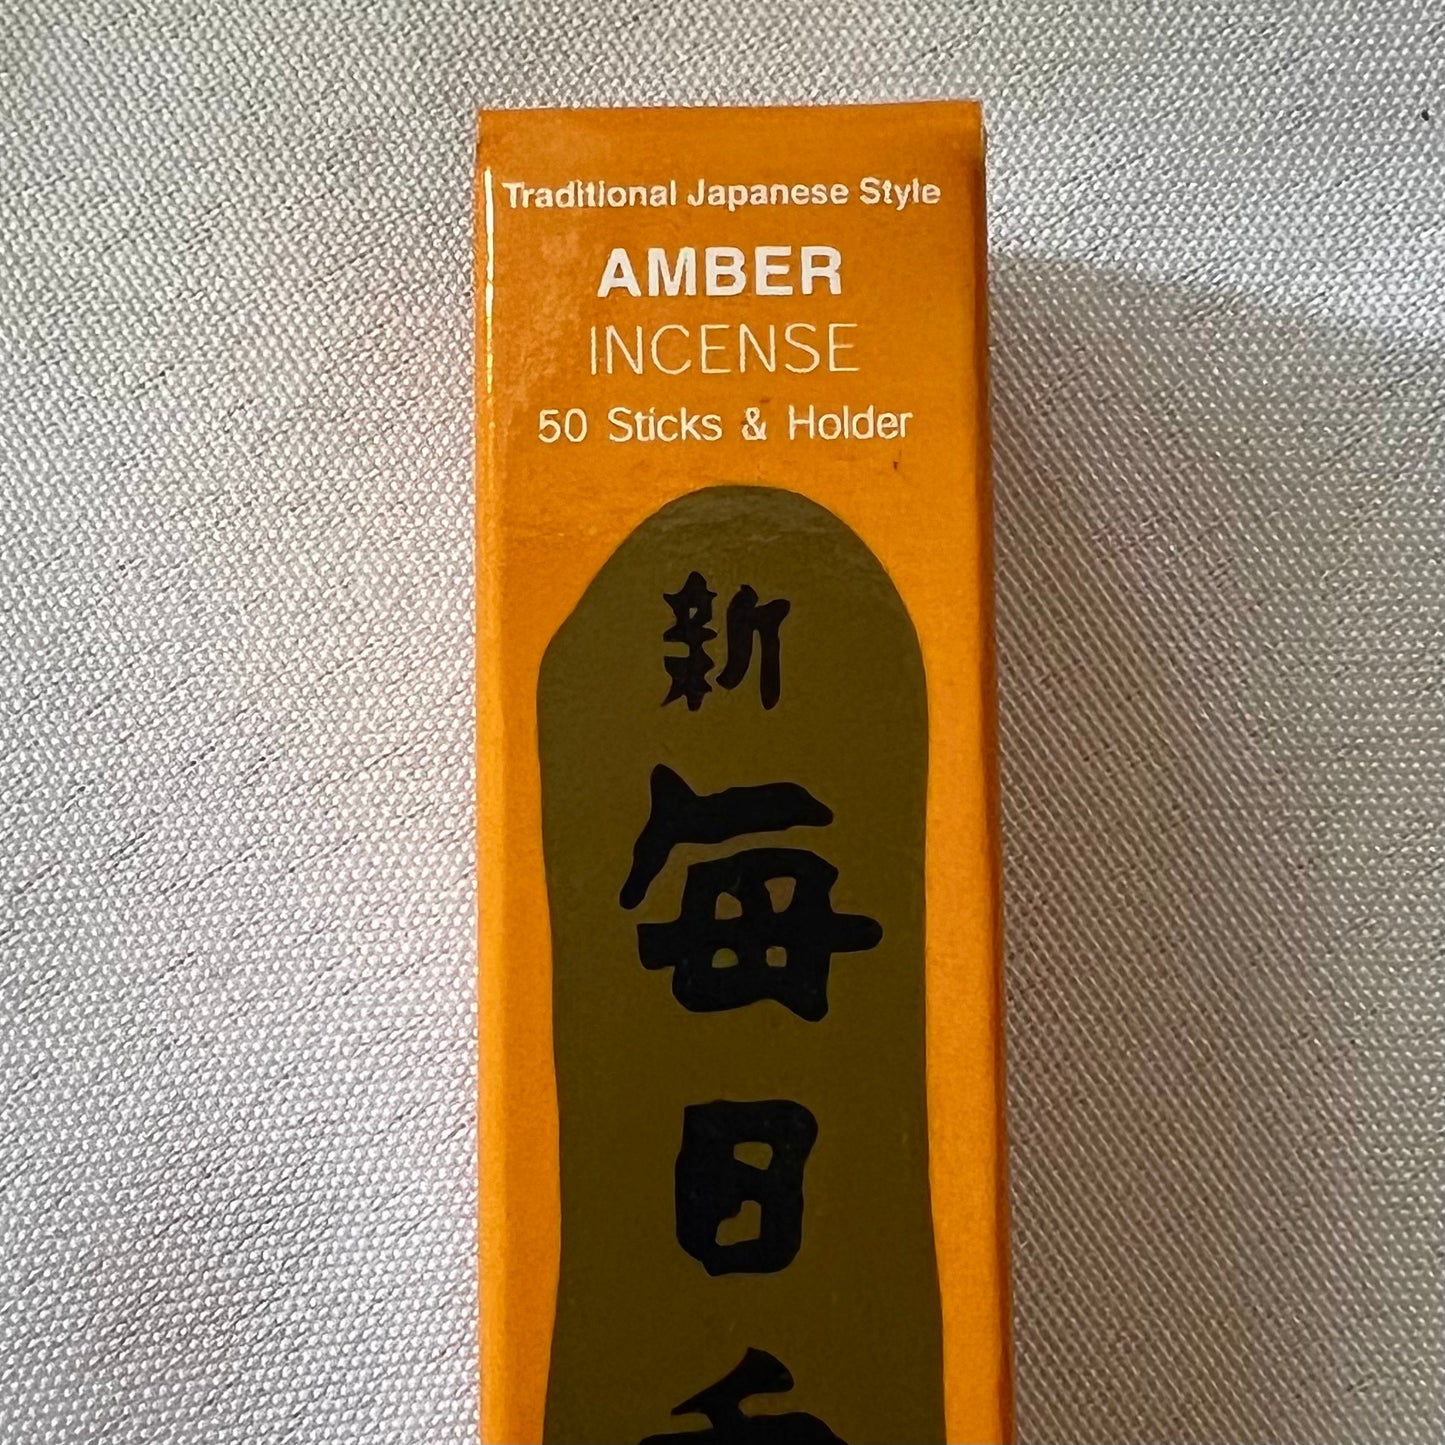 Traditional Japanese Style
AMBER
INCENSE
50 Sticks & Holder
新
毎
日